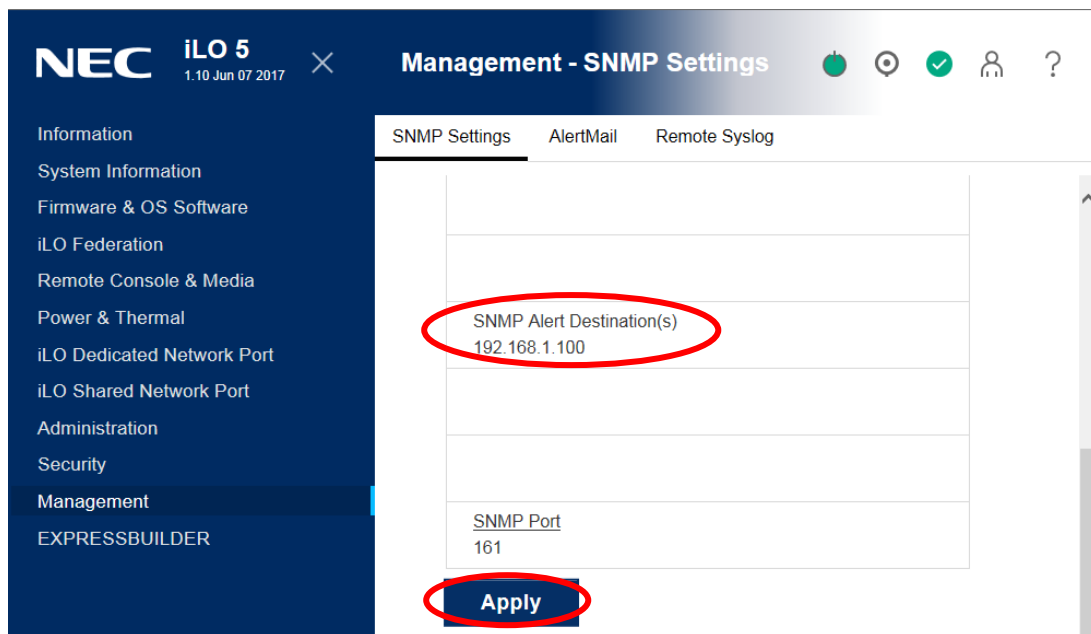 NEC iLO 5
1.10 Jun 07 2017
Management - SNMP Settings
?
Information
System Information
Firmware & OS Software
iLO Federation
Remote Console & Media
Power & Thermal
iLO Dedicated Network Port
iLO Shared Network Port
Administration
Security
Management
EXPRESSBUILDER
SNMP Settings AlertMail Remote Syslog
SNMP Alert Destination(s)
192.168.1.100
SNMP Port
161
Apply